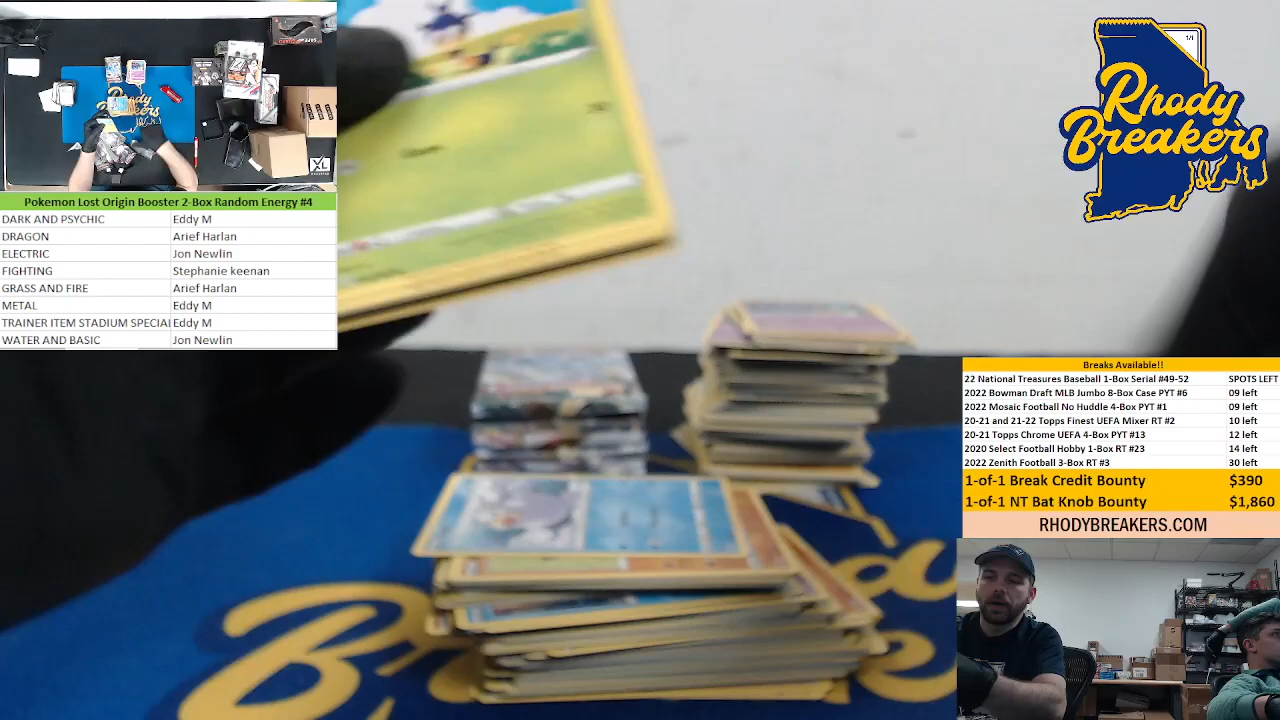 Pokemon Lost Origin Booster 2-Box Random Energy #4
DARK AND PSYCHIC Eddy M
DRAGON Arief Harlan
ELECTRIC Jon Newlin
FIGHTING Stephanie keenan
GRASS AND FIRE Arief Harlan
METAL Eddy M
TRAINER ITEM STADIUM SPECIAL Eddy M
WATER AND BASIC Jon Newlin
1/1
Rhody
Breakers
Breaks Available!!
22 National Treasures Baseball 1-Box Serial #49-52 SPOTS LEFT
2022 Bowman Draft MLB Jumbo 8-Box Case PYT #6 09 left
2022 Mosaic Football No Huddle 4-Box PYT #1 09 left
20-21 and 21-22 Topps Finest UEFA Mixer RT #2 10 left
20-21 Topps Chrome UEFA 4-Box PYT #13 12 left
2020 Select Football Hobby 1-Box RT #23 14 left
2022 Zenith Football 3-Box RT #3 30 left
1-of-1 Break Credit Bounty $390
1-of-1 NT Bat Knob Bounty $1,860
RHODYBREAKERS.COM
Rhody
Breakers
XL